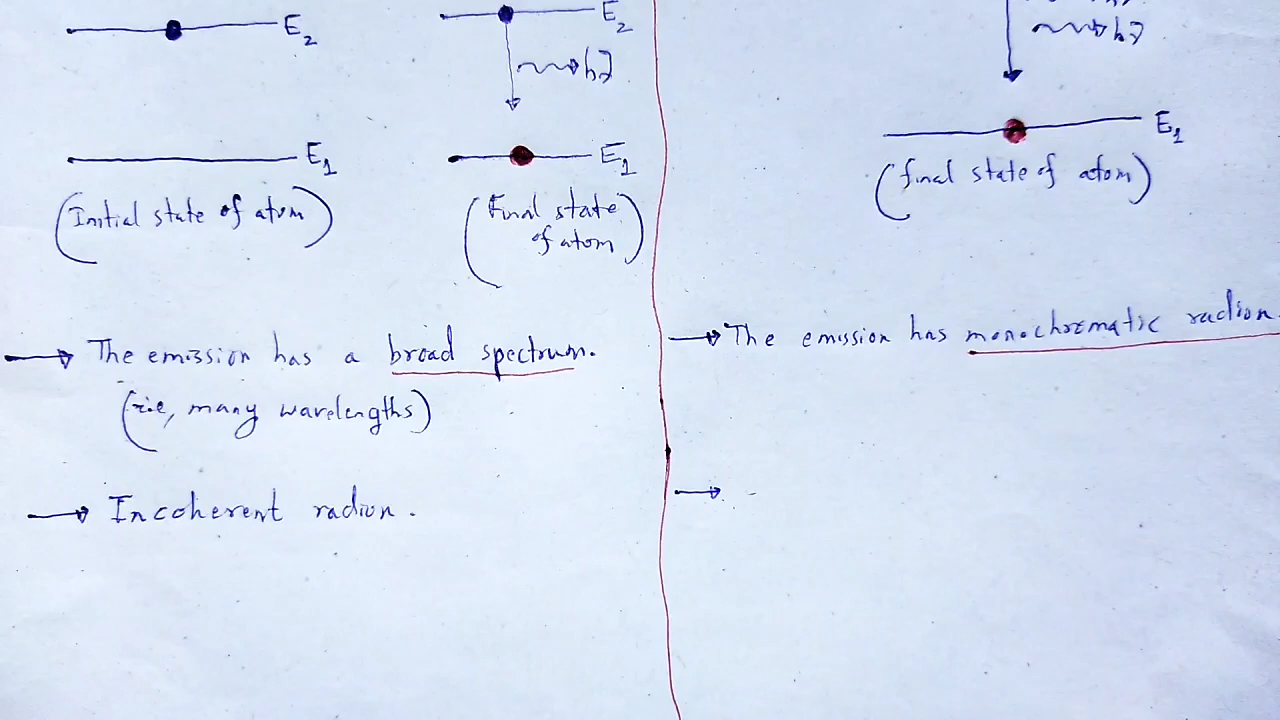 E2
E2
hν
E1
E1
(Initial state of atom)
(Final state
of atom)
→ The emission has a broad spectrum.
(i.e, many wavelengths)
→ Incoherent radion.
hν
E1
(final state of atom)
→ The emission has monochromatic radion.
→